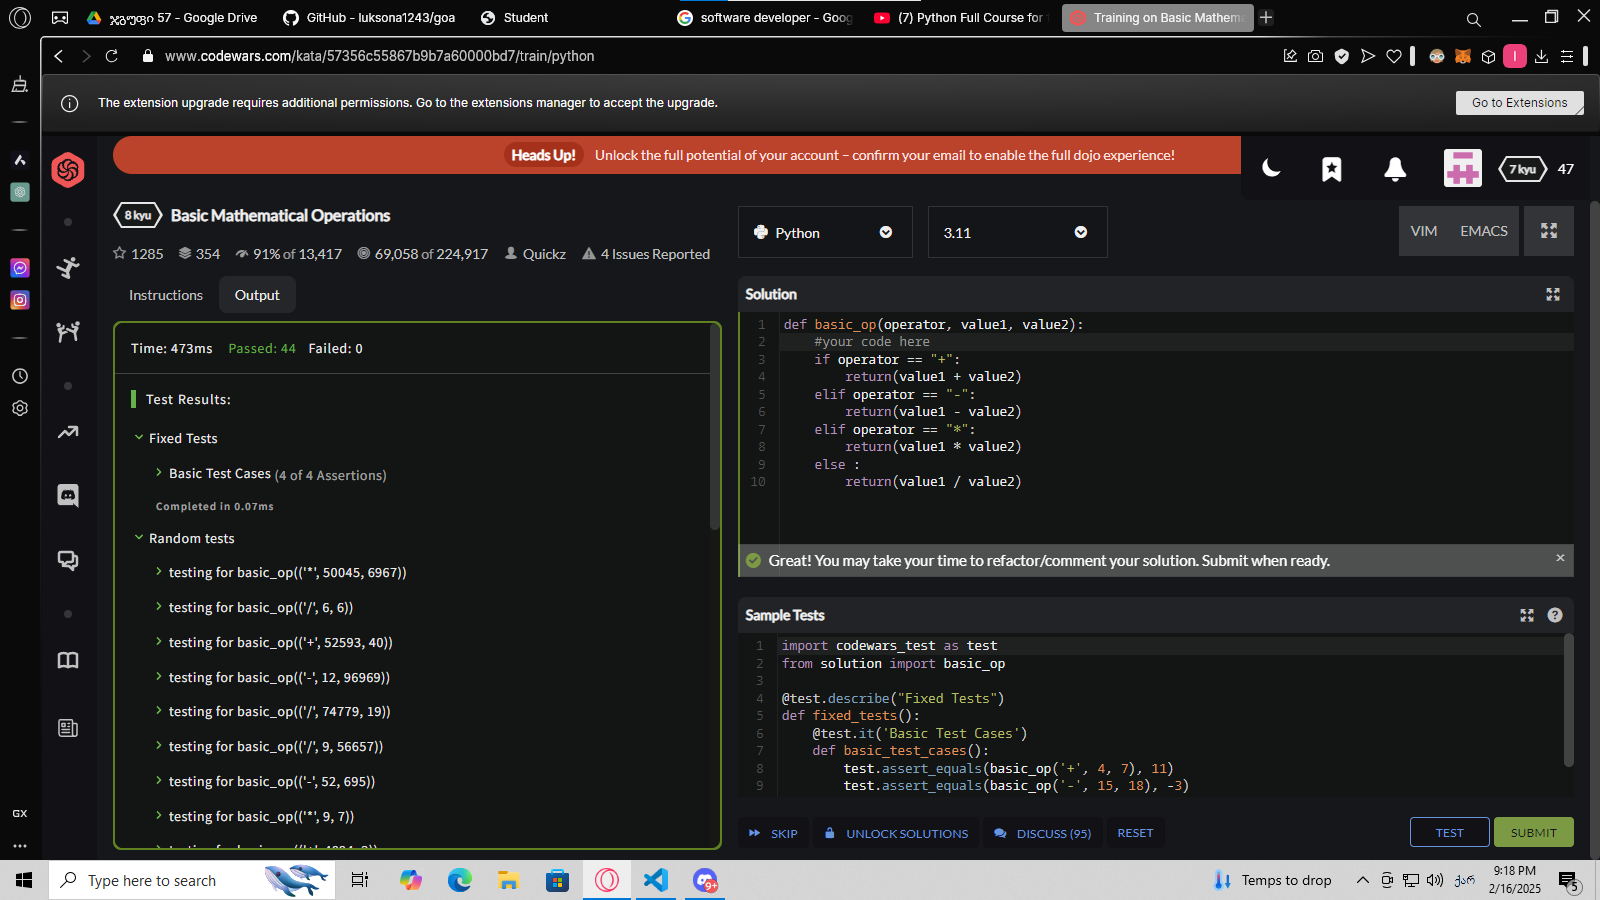 ჯგუფი 57 - Google Drive
GitHub - luksona1243/goa
Student
software developer - Goog
(7) Python Full Course for
Training on Basic Mathema
www.codewars.com/kata/57356c55867b9b7a60000bd7/train/python
The extension upgrade requires additional permissions. Go to the extensions manager to accept the upgrade.
Go to Extensions
Heads Up! Unlock the full potential of your account – confirm your email to enable the full dojo experience!
7 kyu 47
8 kyu Basic Mathematical Operations
1285 354 91% of 13,417 69,058 of 224,917 Quickz 4 Issues Reported
Instructions Output
Time: 473ms Passed: 44 Failed: 0
Test Results:
Fixed Tests
Basic Test Cases (4 of 4 Assertions)
Completed in 0.07ms
Random tests
testing for basic_op(('*', 50045, 6967))
testing for basic_op(('/', 6, 6))
testing for basic_op(('+', 52593, 40))
testing for basic_op(('-', 12, 96969))
testing for basic_op(('/', 74779, 19))
testing for basic_op(('/', 9, 56657))
testing for basic_op(('-', 52, 695))
testing for basic_op(('*', 9, 7))
Python 3.11
VIM EMACS
Solution
1 def basic_op(operator, value1, value2):
2 #your code here
3 if operator == "+":
4 return(value1 + value2)
5 elif operator == "-":
6 return(value1 - value2)
7 elif operator == "*":
8 return(value1 * value2)
9 else :
10 return(value1 / value2)
Great! You may take your time to refactor/comment your solution. Submit when ready.
Sample Tests
1 import codewars_test as test
2 from solution import basic_op
3
4 @test.describe("Fixed Tests")
5 def fixed_tests():
6 @test.it('Basic Test Cases')
7 def basic_test_cases():
8 test.assert_equals(basic_op('+', 4, 7), 11)
9 test.assert_equals(basic_op('-', 15, 18), -3)
SKIP UNLOCK SOLUTIONS DISCUSS (95) RESET TEST SUBMIT
GX
Type here to search
9+
Temps to drop
ქარ
9:18 PM
2/16/2025
5